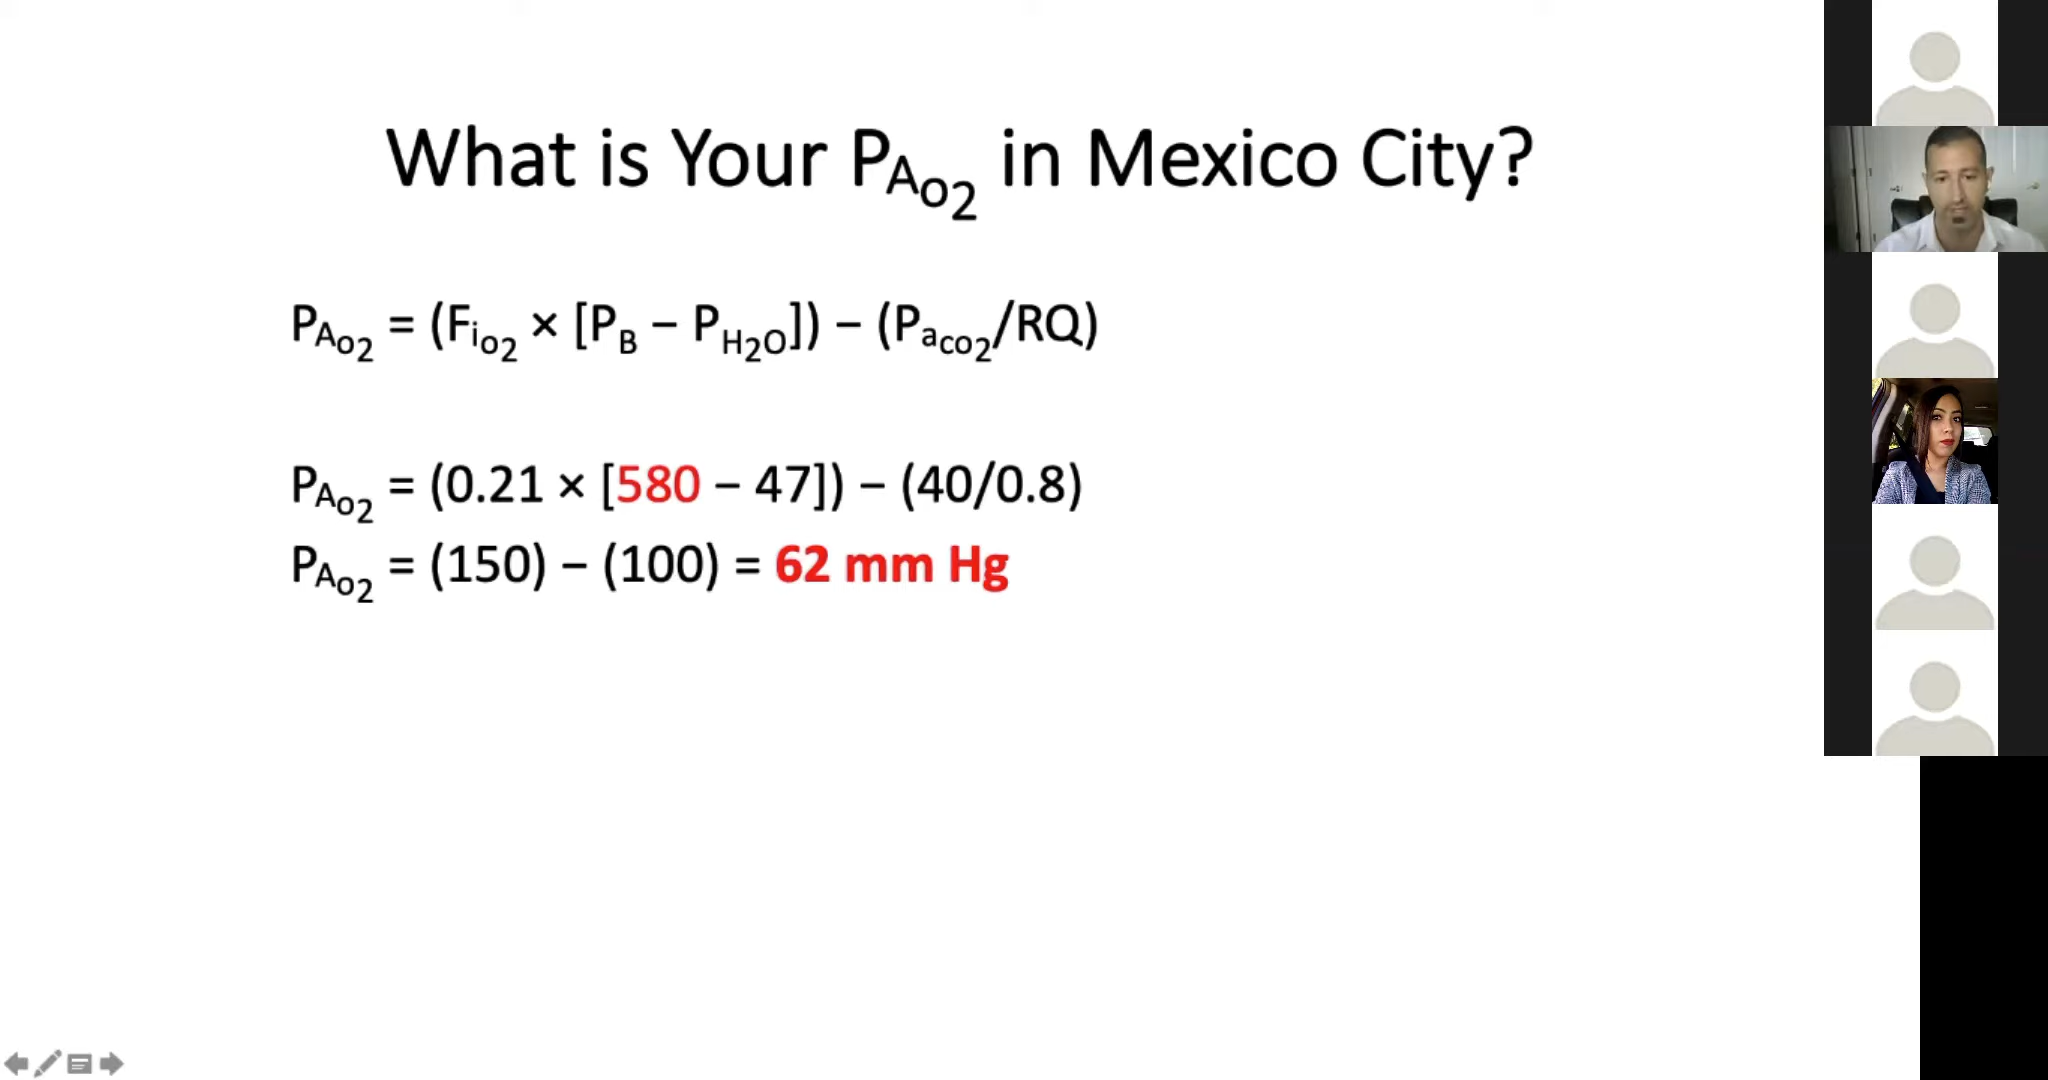 What is Your PAo2 in Mexico City?
PAo2 = (Fio2 × [PB – PH2O]) – (Paco2/RQ)
PAo2 = (0.21 × [580 – 47]) – (40/0.8)
PAo2 = (150) – (100) = 62 mm Hg